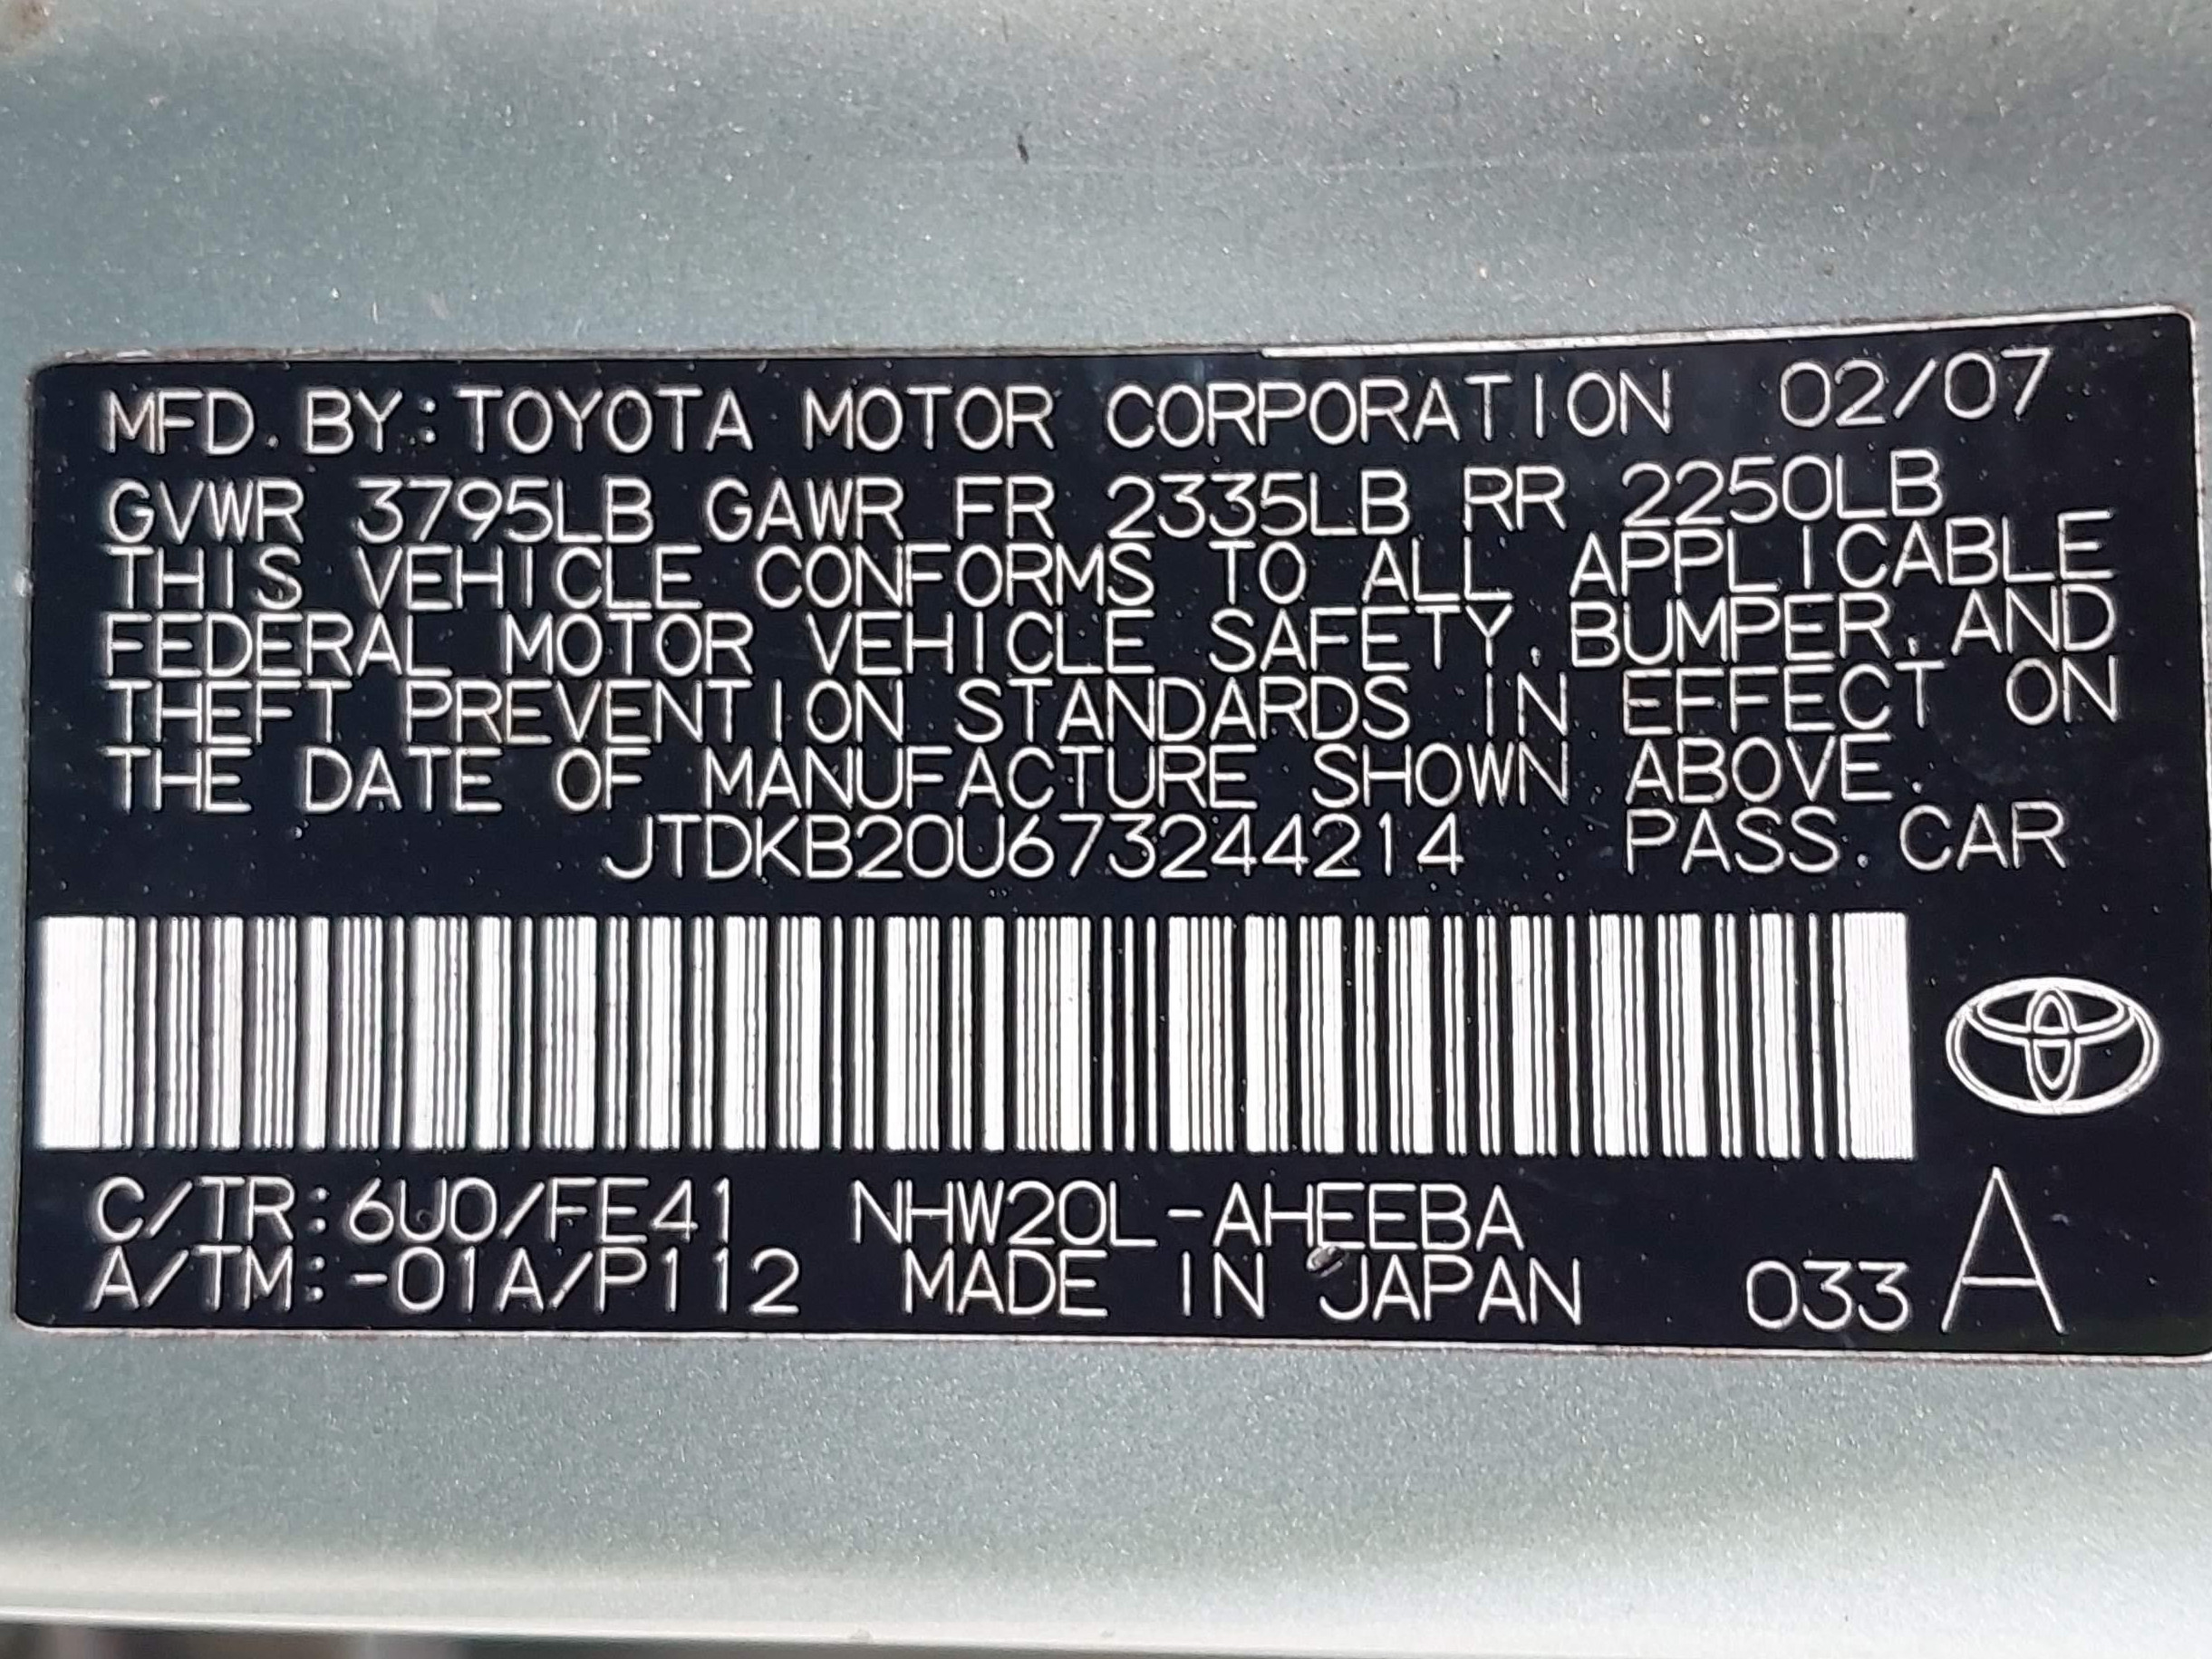 MFD. BY: TOYOTA MOTOR CORPORATION 02/07
GVWR 3795LB GAWR FR 2335LB RR 2250LB
THIS VEHICLE CONFORMS TO ALL APPLICABLE
FEDERAL MOTOR VEHICLE SAFETY, BUMPER, AND
THEFT PREVENTION STANDARDS IN EFFECT ON
THE DATE OF MANUFACTURE SHOWN ABOVE.
JTDKB20U673244214 PASS. CAR
C/TR: 6U0/FE41 NHW20L-AHEEBA
A/TM: -01A/P112 MADE IN JAPAN 033 A